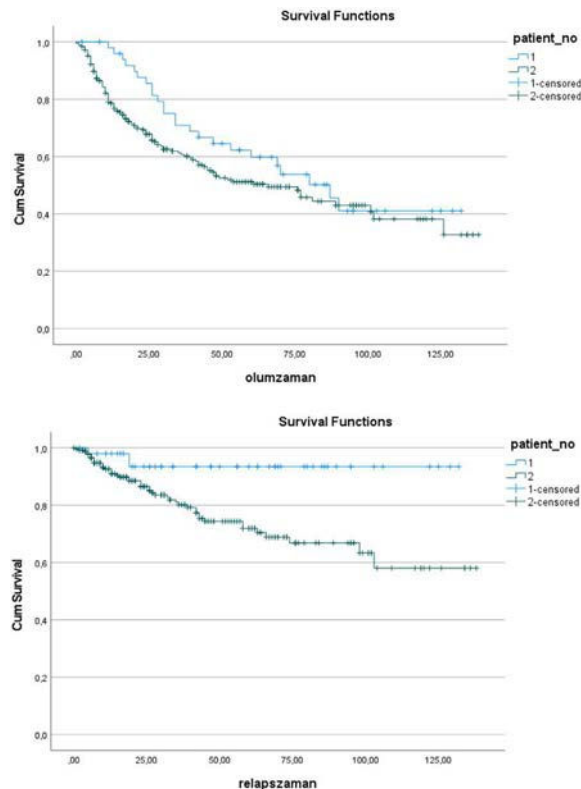 Survival Functions
patient_no
1
2
1-censored
2-censored
1,0
0,8
0,6
0,4
0,2
0,0
Cum Survival
,00
25,00
50,00
75,00
100,00
125,00
olumzaman
Survival Functions
patient_no
1
2
1-censored
2-censored
1,0
0,8
0,6
0,4
0,2
0,0
Cum Survival
,00
25,00
50,00
75,00
100,00
125,00
relapszaman